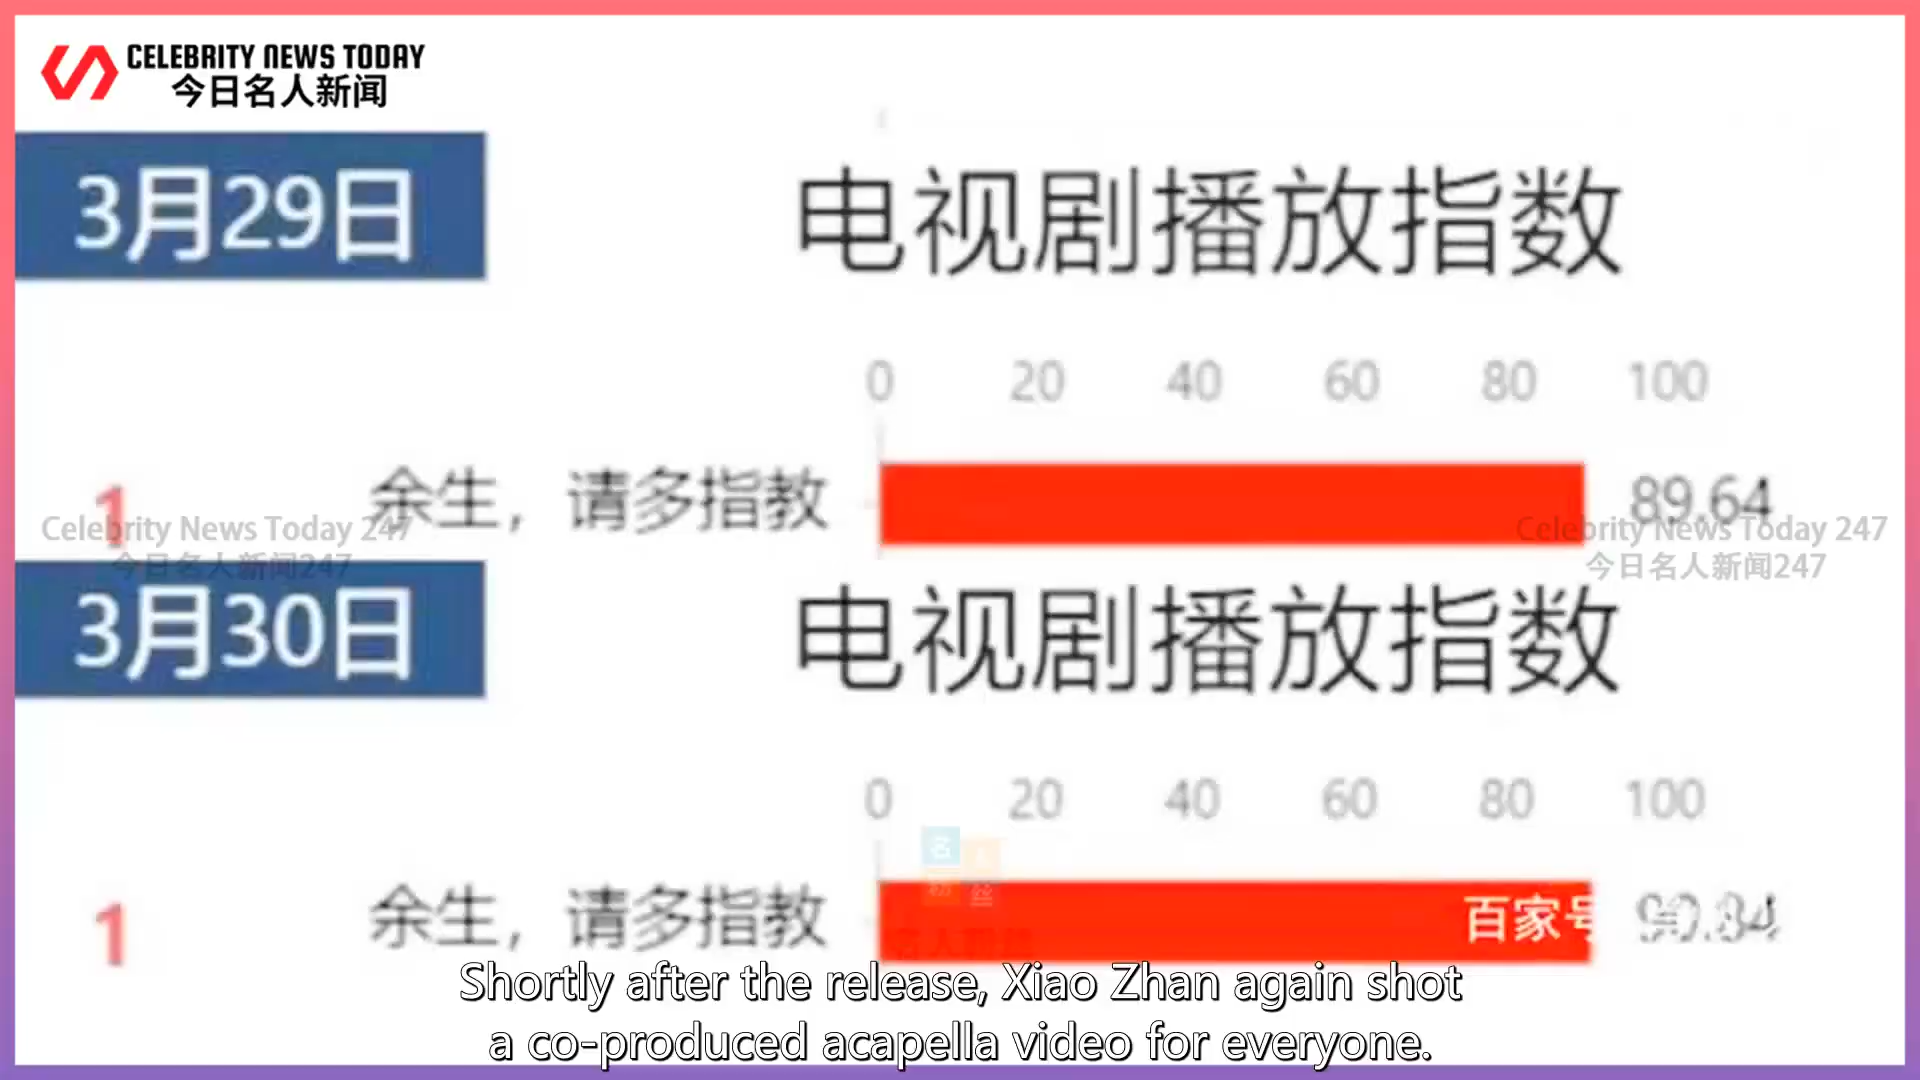 CELEBRITY NEWS TODAY
今日名人新闻
3月29日
电视剧播放指数
0 20 40 60 80 100
1 余生，请多指教 89.64
Celebrity News Today 247
今日名人新闻247
Celebrity News Today 247
今日名人新闻247
3月30日
电视剧播放指数
0 20 40 60 80 100
1 余生，请多指教 90.84
百家号
Shortly after the release, Xiao Zhan again shot
a co-produced acapella video for everyone.